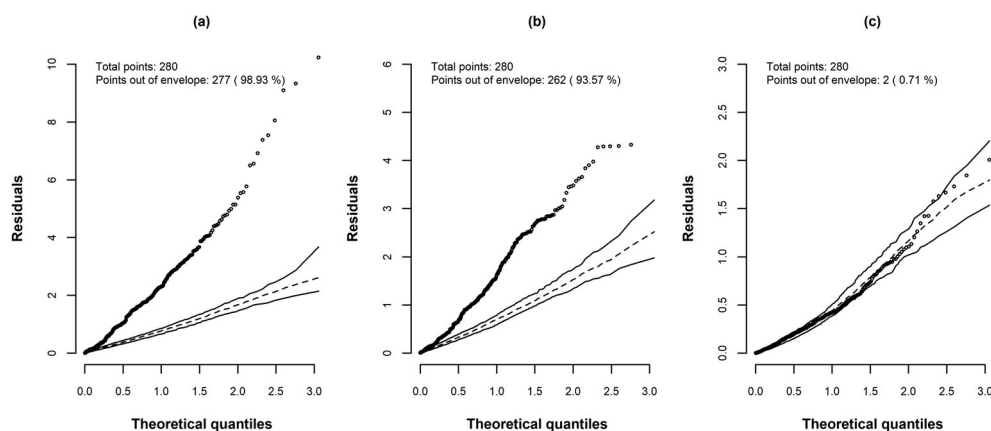 (a)
Total points: 280
Points out of envelope: 277 ( 98.93 %)
Residuals
10
8
6
4
2
0
0.0 0.5 1.0 1.5 2.0 2.5 3.0
Theoretical quantiles
(b)
Total points: 280
Points out of envelope: 262 ( 93.57 %)
Residuals
6
5
4
3
2
1
0
0.0 0.5 1.0 1.5 2.0 2.5 3.0
Theoretical quantiles
(c)
Total points: 280
Points out of envelope: 2 ( 0.71 %)
Residuals
3.0
2.5
2.0
1.5
1.0
0.5
0.0
0.0 0.5 1.0 1.5 2.0 2.5 3.0
Theoretical quantiles